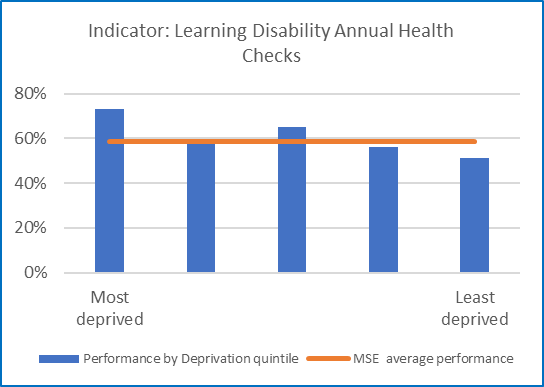 Indicator: Learning Disability Annual Health
Checks
80%
60%
40%
20%
0%
Most
deprived
Least
deprived
Performance by Deprivation quintile
MSE average performance